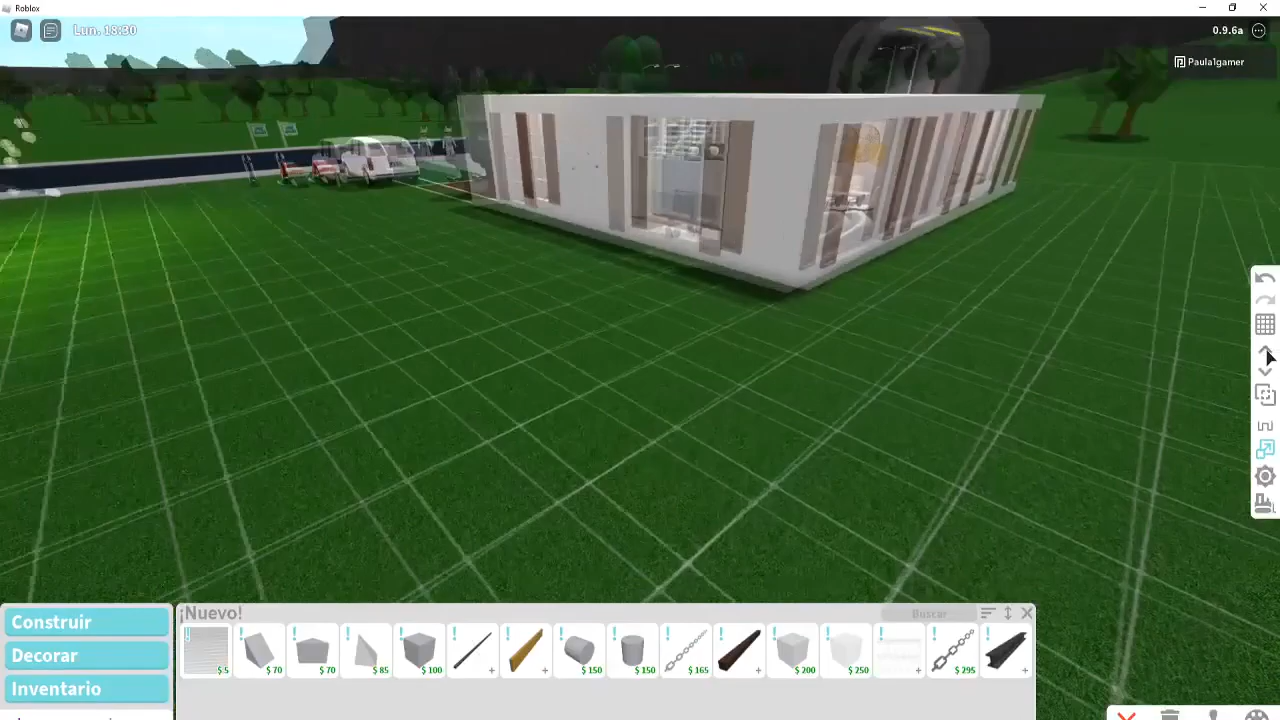 Roblox
Lun. 18:30
0.9.6a
Paula1gamer
Construir
Decorar
Inventario
¡Nuevo!
Buscar
$5
$70
$70
$85
$100
$150
$150
$165
$200
$250
$295